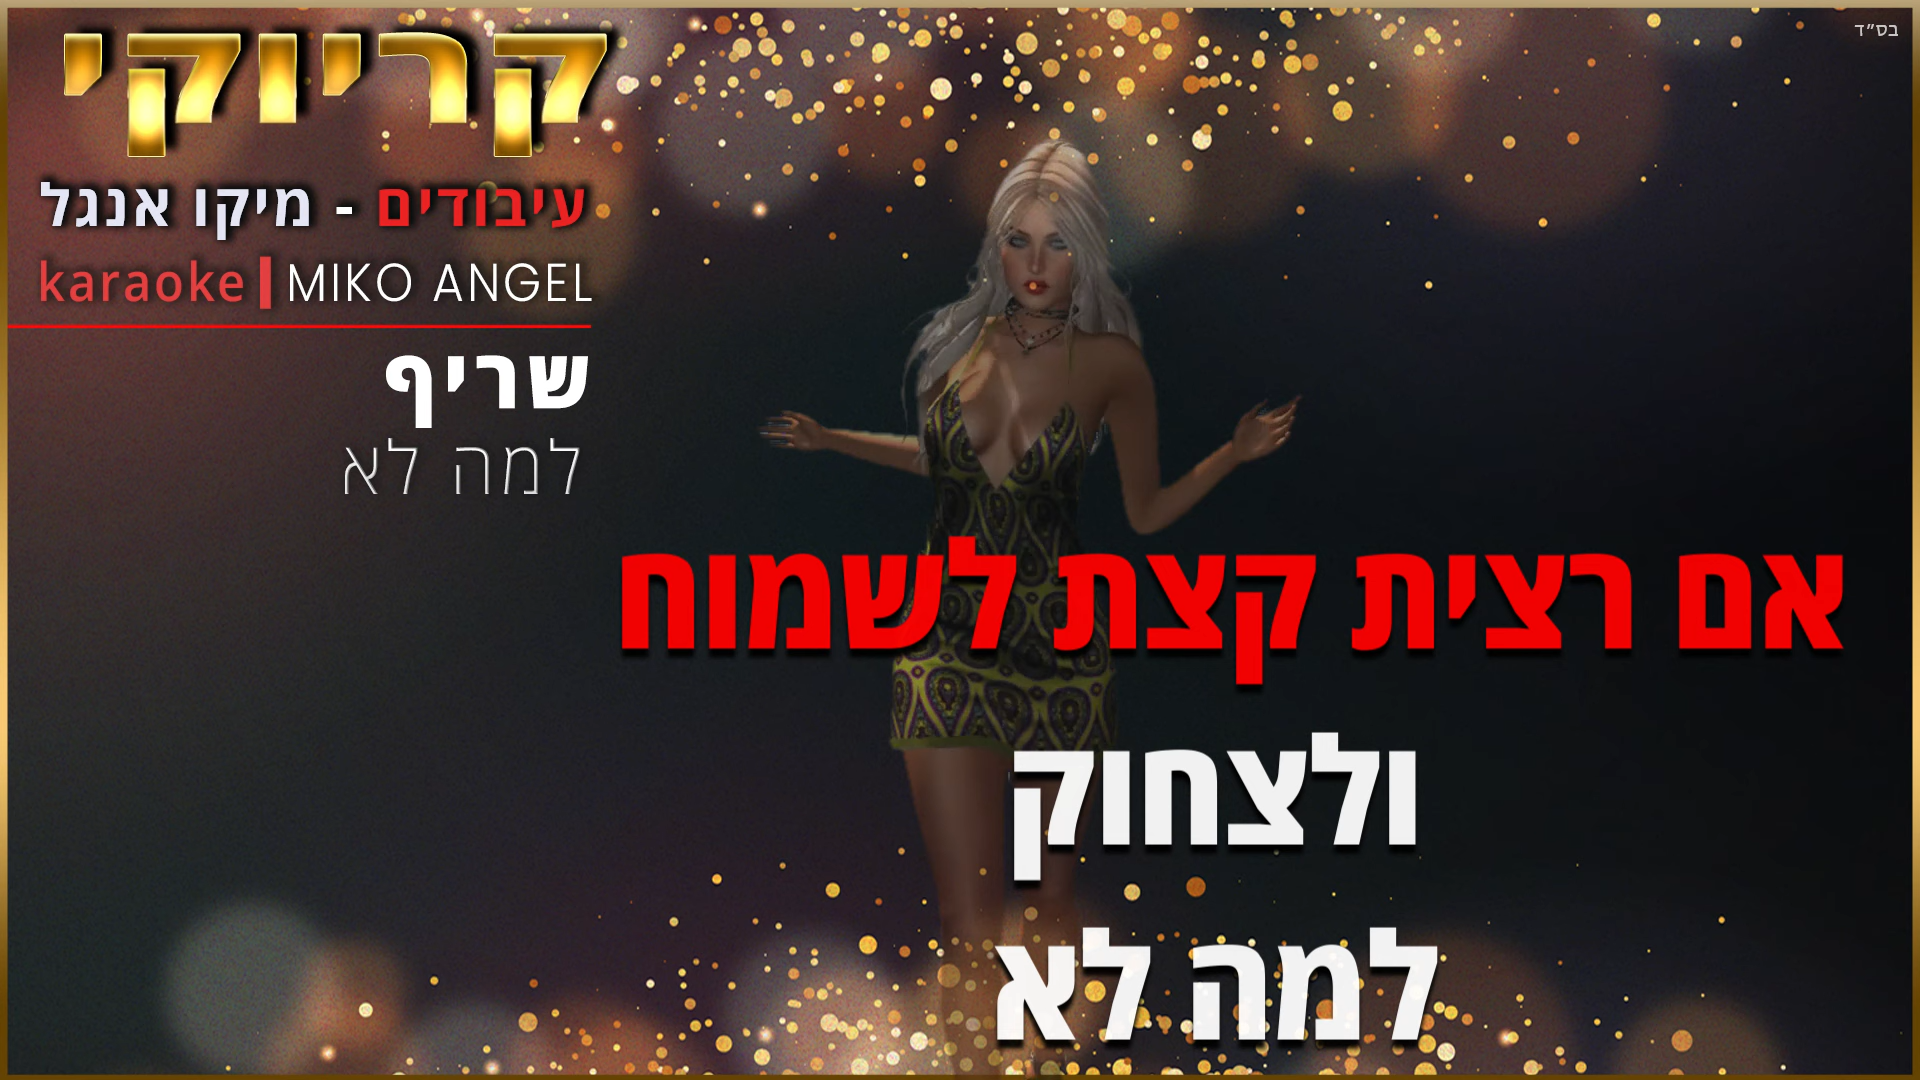 בס״ד
קריוקי
עיבודים - מיקו אנגל
karaoke | MIKO ANGEL
שריף
למה לא
אם רצית קצת לשמוח
ולצחוק
למה לא